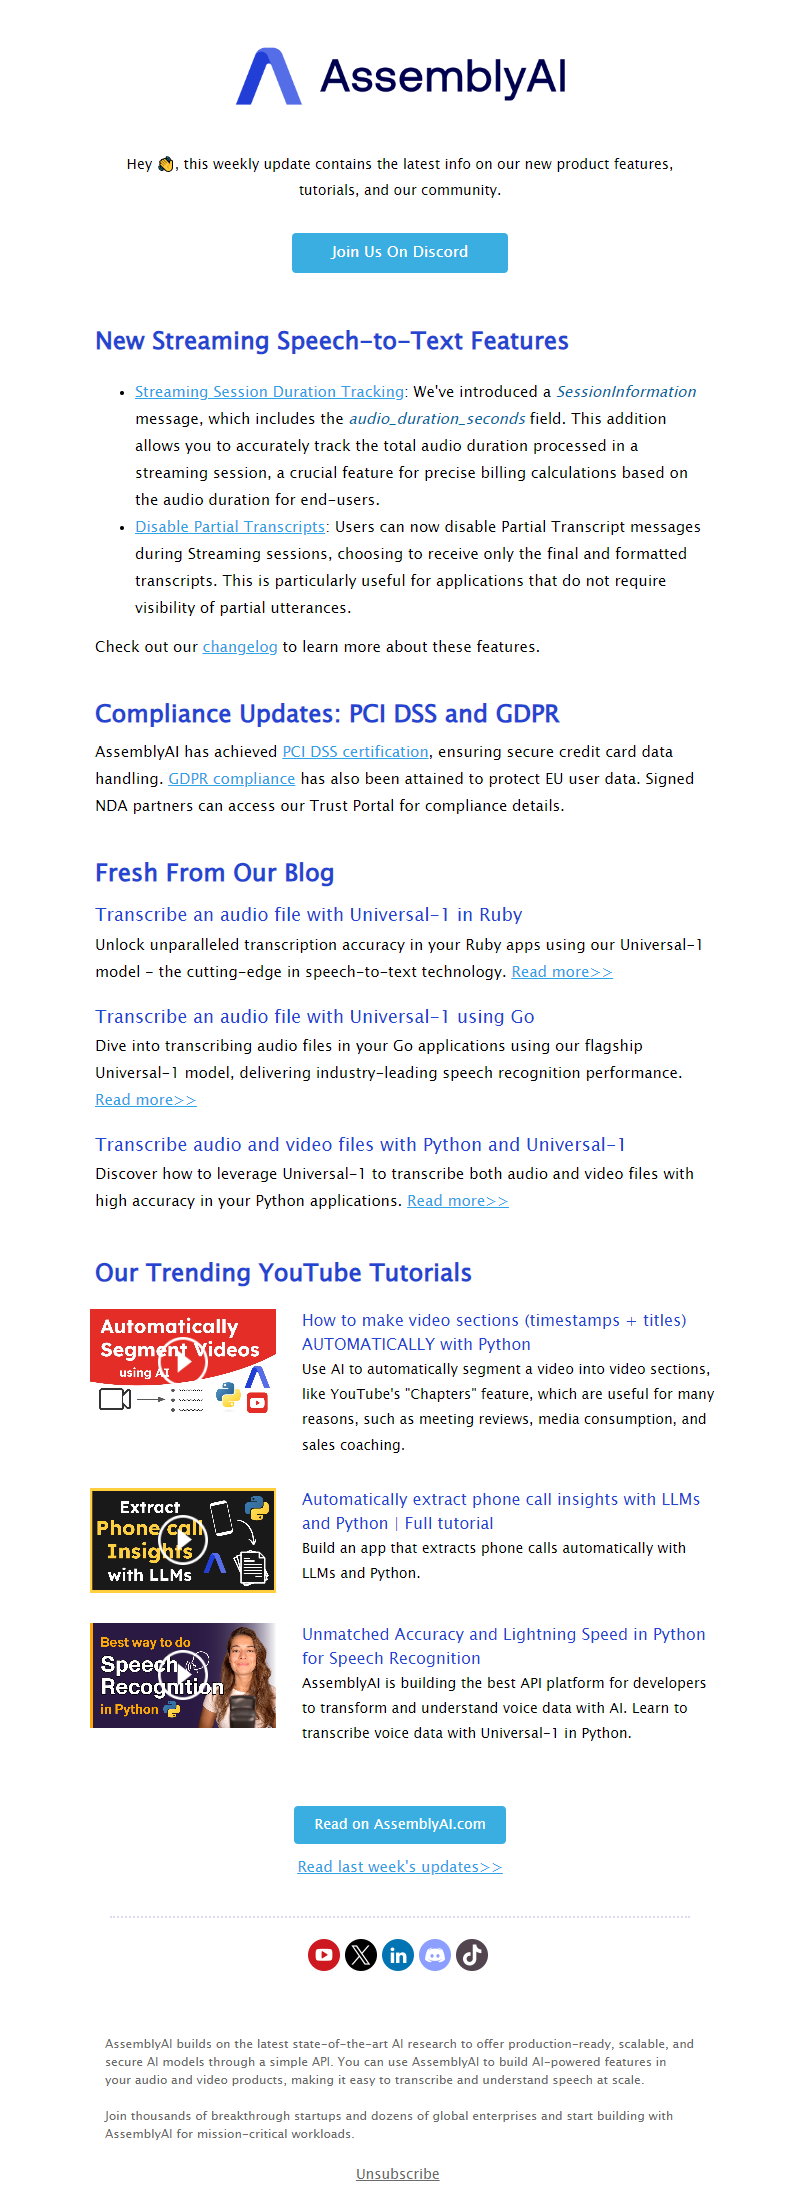 AssemblyAI
Hey 👏, this weekly update contains the latest info on our new product features,
tutorials, and our community.
Join Us On Discord
New Streaming Speech-to-Text Features
• Streaming Session Duration Tracking: We've introduced a SessionInformation
message, which includes the audio_duration_seconds field. This addition
allows you to accurately track the total audio duration processed in a
streaming session, a crucial feature for precise billing calculations based on
the audio duration for end-users.
• Disable Partial Transcripts: Users can now disable Partial Transcript messages
during Streaming sessions, choosing to receive only the final and formatted
transcripts. This is particularly useful for applications that do not require
visibility of partial utterances.
Check out our changelog to learn more about these features.
Compliance Updates: PCI DSS and GDPR
AssemblyAI has achieved PCI DSS certification, ensuring secure credit card data
handling. GDPR compliance has also been attained to protect EU user data. Signed
NDA partners can access our Trust Portal for compliance details.
Fresh From Our Blog
Transcribe an audio file with Universal-1 in Ruby
Unlock unparalleled transcription accuracy in your Ruby apps using our Universal-1
model - the cutting-edge in speech-to-text technology. Read more>>
Transcribe an audio file with Universal-1 using Go
Dive into transcribing audio files in your Go applications using our flagship
Universal-1 model, delivering industry-leading speech recognition performance.
Read more>>
Transcribe audio and video files with Python and Universal-1
Discover how to leverage Universal-1 to transcribe both audio and video files with
high accuracy in your Python applications. Read more>>
Our Trending YouTube Tutorials
Automatically
Segment Videos
using AI
How to make video sections (timestamps + titles)
AUTOMATICALLY with Python
Use AI to automatically segment a video into video sections,
like YouTube's "Chapters" feature, which are useful for many
reasons, such as meeting reviews, media consumption, and
sales coaching.
Extract
Phone call
Insights
with LLMs
Automatically extract phone call insights with LLMs
and Python | Full tutorial
Build an app that extracts phone calls automatically with
LLMs and Python.
Best way to do
Speech
Recognition
in Python
Unmatched Accuracy and Lightning Speed in Python
for Speech Recognition
AssemblyAI is building the best API platform for developers
to transform and understand voice data with AI. Learn to
transcribe voice data with Universal-1 in Python.
Read on AssemblyAI.com
Read last week's updates>>
AssemblyAI builds on the latest state-of-the-art AI research to offer production-ready, scalable, and
secure AI models through a simple API. You can use AssemblyAI to build AI-powered features in
your audio and video products, making it easy to transcribe and understand speech at scale.
Join thousands of breakthrough startups and dozens of global enterprises and start building with
AssemblyAI for mission-critical workloads.
Unsubscribe